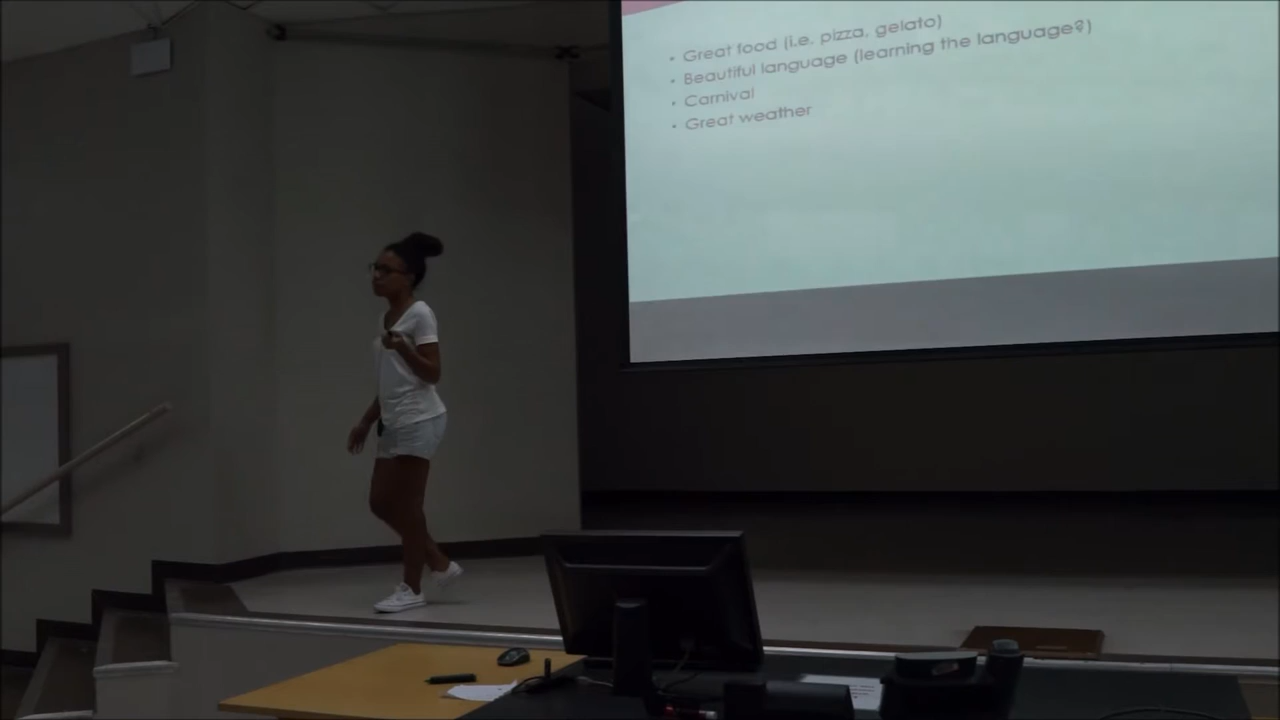 • Great food (i.e. pizza, gelato)
• Beautiful language (learning the language?)
• Carnival
• Great weather